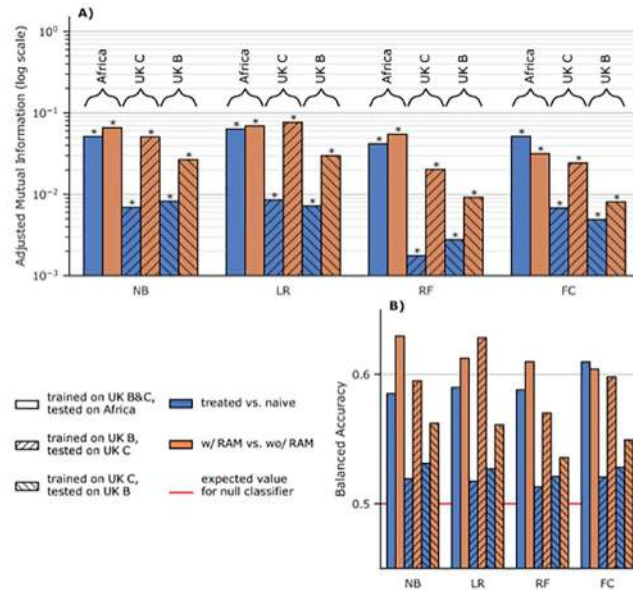 A)
Adjusted Mutual Information (log scale)
10⁰
10⁻¹
10⁻²
10⁻³
Africa
UK C
UK B
Africa
UK C
UK B
Africa
UK C
UK B
Africa
UK C
UK B
* * * * * *
* * * * * *
* * * * * *
* * * * * *
NB
LR
RF
FC
trained on UK B&C,
tested on Africa
trained on UK B,
tested on UK C
trained on UK C,
tested on UK B
treated vs. naive
w/ RAM vs. wo/ RAM
expected value
for null classifier
B)
Balanced Accuracy
0.6
0.5
NB
LR
RF
FC